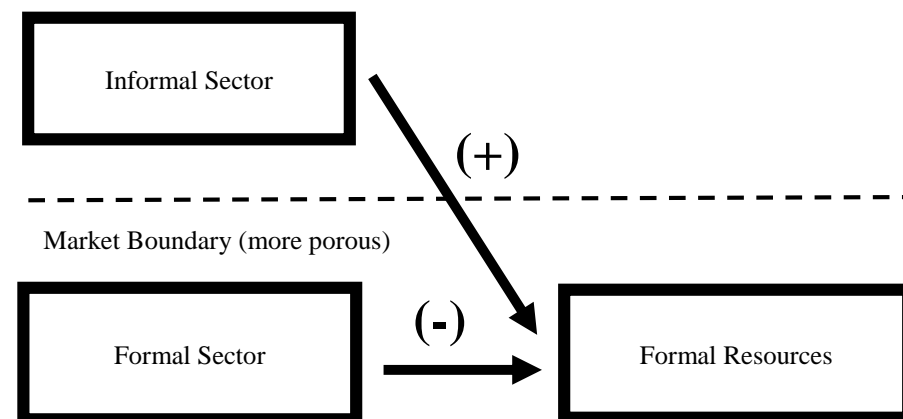 Informal Sector
(+)
Market Boundary (more porous)
(-)
Formal Sector
Formal Resources